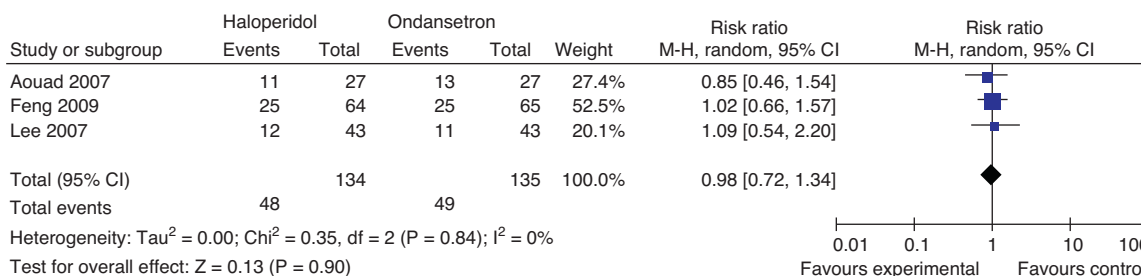 Haloperidol Ondansetron Risk ratio Risk ratio
Study or subgroup Events Total Events Total Weight M-H, random, 95% CI M-H, random, 95% CI
Aouad 2007 11 27 13 27 27.4% 0.85 [0.46, 1.54]
Feng 2009 25 64 25 65 52.5% 1.02 [0.66, 1.57]
Lee 2007 12 43 11 43 20.1% 1.09 [0.54, 2.20]
Total (95% CI) 134 135 100.0% 0.98 [0.72, 1.34]
Total events 48 49
Heterogeneity: Tau² = 0.00; Chi² = 0.35, df = 2 (P = 0.84); I² = 0%
Test for overall effect: Z = 0.13 (P = 0.90)
0.01 0.1 1 10 100
Favours experimental Favours control